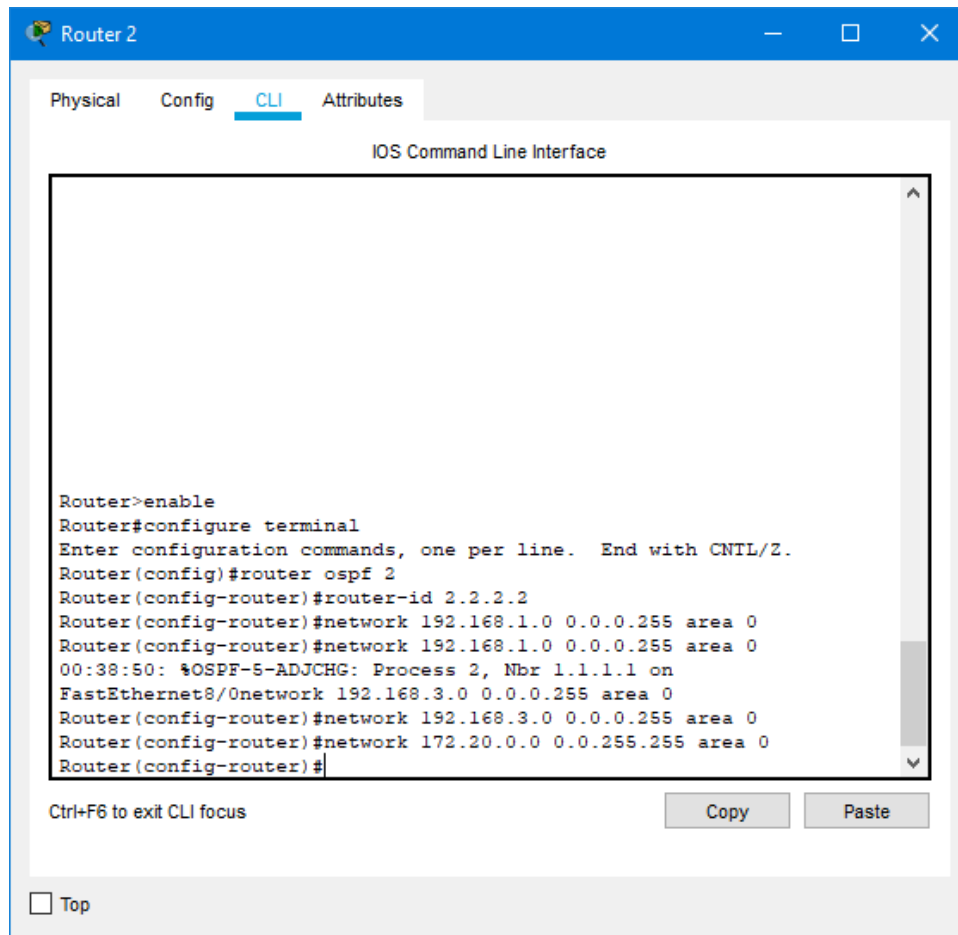 Router 2
Physical Config CLI Attributes
IOS Command Line Interface
Router>enable
Router#configure terminal
Enter configuration commands, one per line.  End with CNTL/Z.
Router(config)#router ospf 2
Router(config-router)#router-id 2.2.2.2
Router(config-router)#network 192.168.1.0 0.0.0.255 area 0
Router(config-router)#network 192.168.1.0 0.0.0.255 area 0
00:38:50: %OSPF-5-ADJCHG: Process 2, Nbr 1.1.1.1 on
FastEthernet8/0network 192.168.3.0 0.0.0.255 area 0
Router(config-router)#network 192.168.3.0 0.0.0.255 area 0
Router(config-router)#network 172.20.0.0 0.0.255.255 area 0
Router(config-router)#
Ctrl+F6 to exit CLI focus Copy Paste
Top